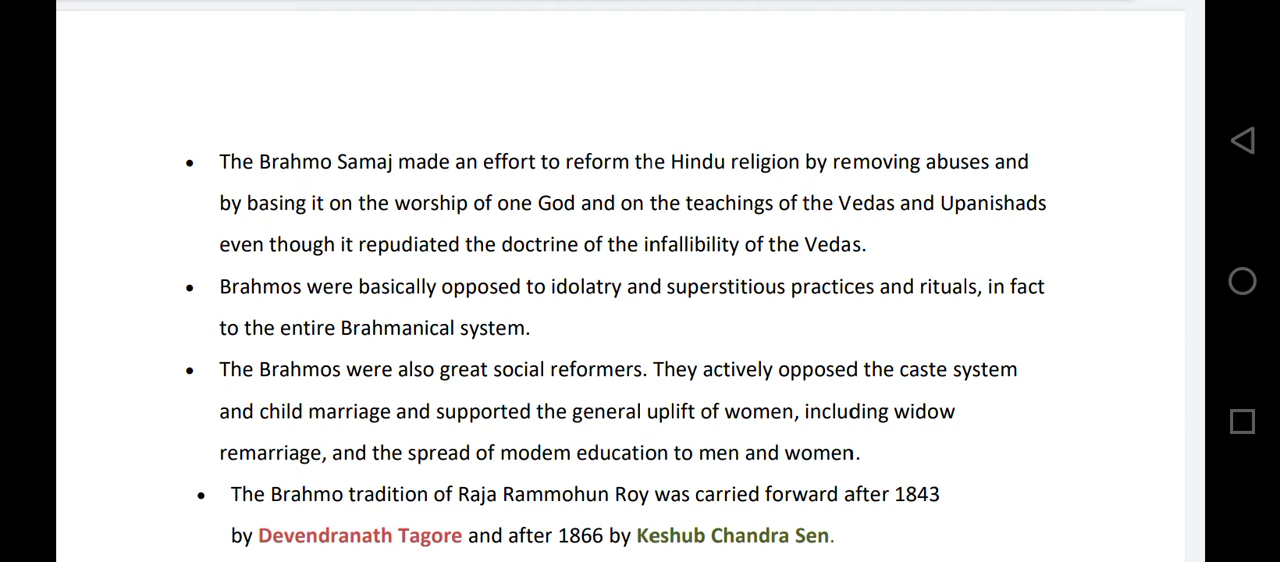 • The Brahmo Samaj made an effort to reform the Hindu religion by removing abuses and
by basing it on the worship of one God and on the teachings of the Vedas and Upanishads
even though it repudiated the doctrine of the infallibility of the Vedas.
• Brahmos were basically opposed to idolatry and superstitious practices and rituals, in fact
to the entire Brahmanical system.
• The Brahmos were also great social reformers. They actively opposed the caste system
and child marriage and supported the general uplift of women, including widow
remarriage, and the spread of modem education to men and women.
• The Brahmo tradition of Raja Rammohun Roy was carried forward after 1843
by Devendranath Tagore and after 1866 by Keshub Chandra Sen.